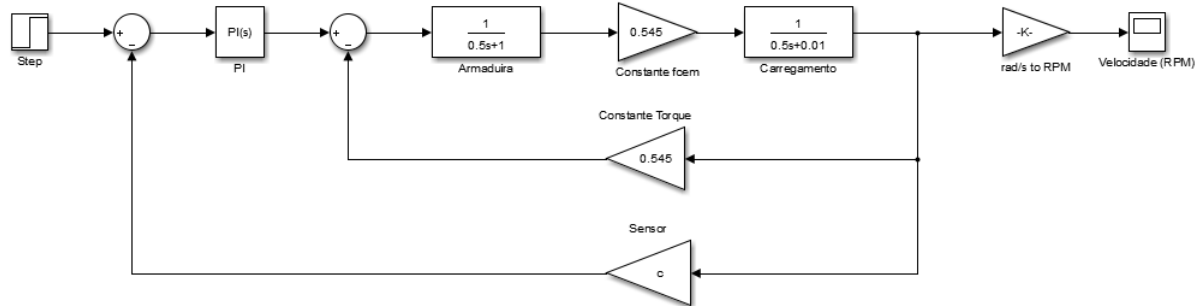 Step
+
−
PI(s)
PI
+
−
1
0.5s+1
Armaduira
0.545
Constante fcem
1
0.5s+0.01
Carregamento
-K-
rad/s to RPM
Velocidade (RPM)
Constante Torque
0.545
Sensor
c